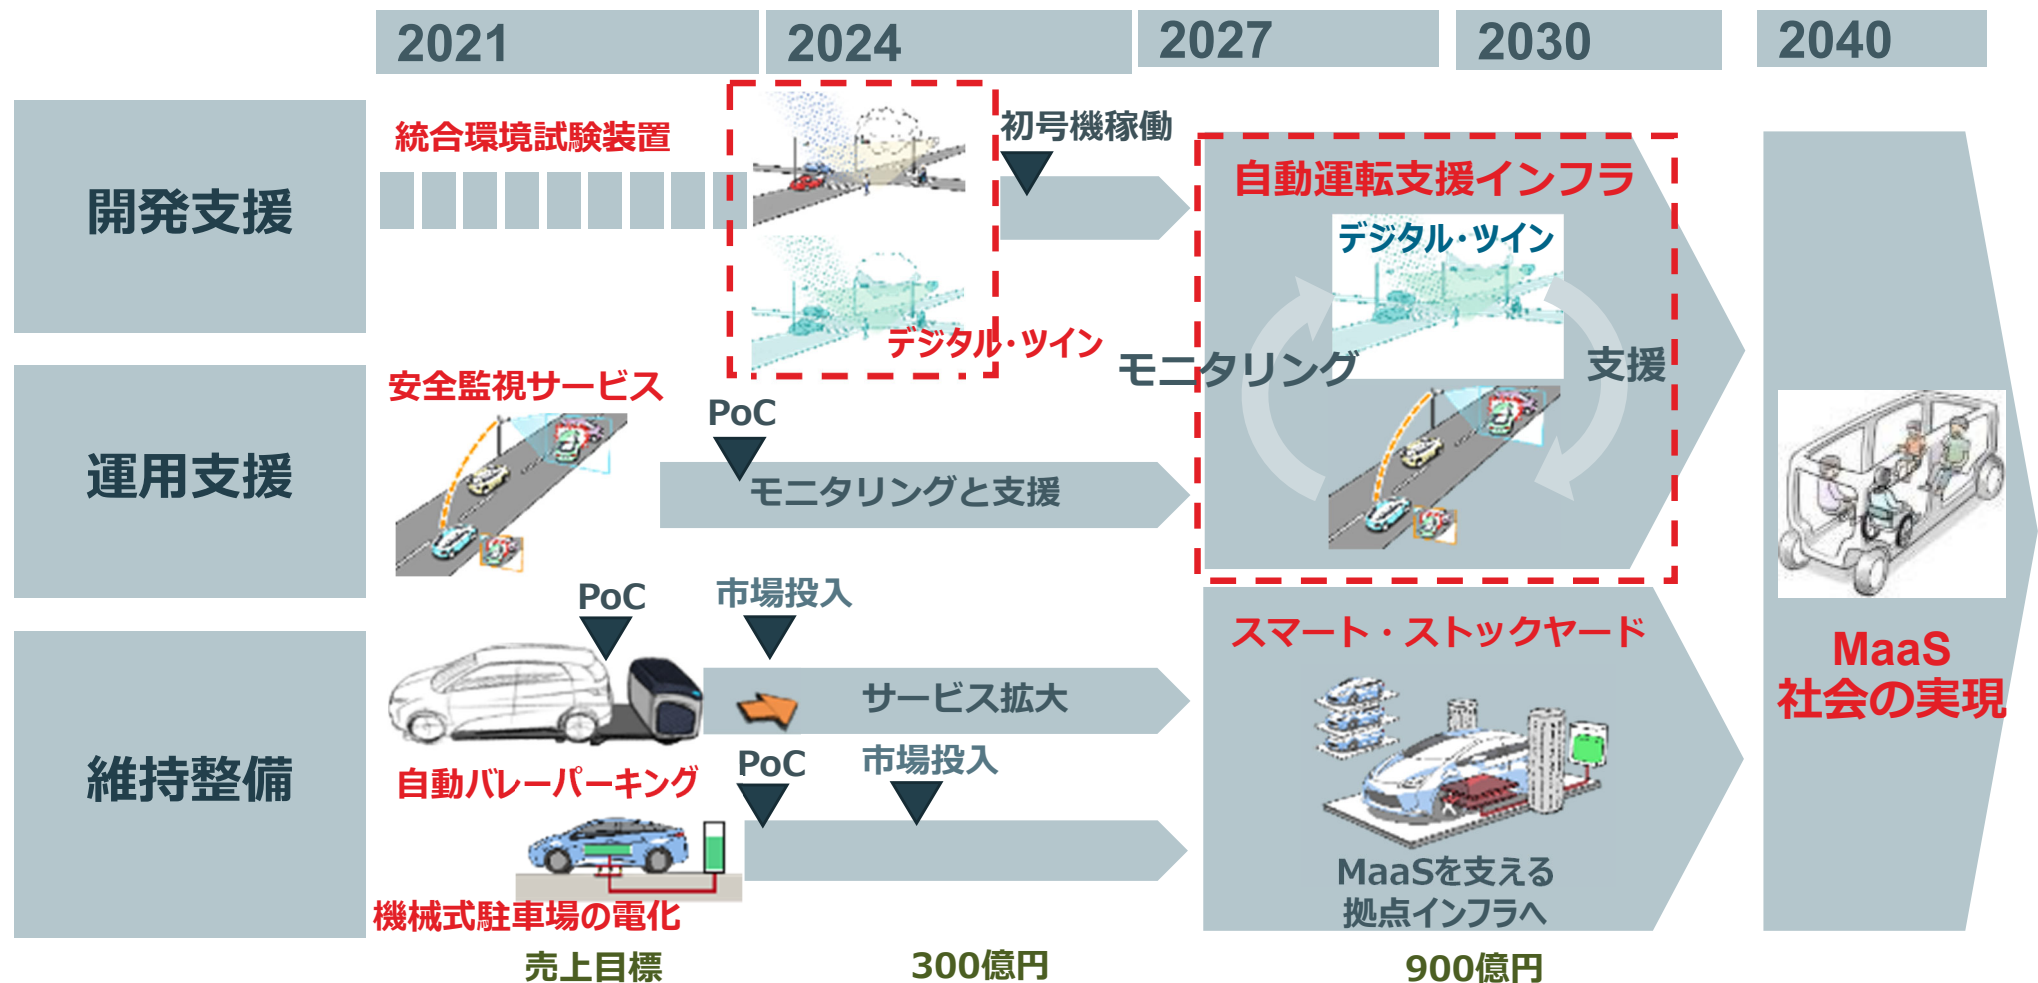 2021
2024
2027
2030
2040
開発支援
統合環境試験装置
デジタル・ツイン
初号機稼働
自動運転支援インフラ
デジタル・ツイン
モニタリング
支援
運用支援
安全監視サービス
PoC
モニタリングと支援
維持整備
PoC
市場投入
サービス拡大
自動バレーパーキング
PoC
市場投入
機械式駐車場の電化
スマート・ストックヤード
MaaSを支える
拠点インフラへ
MaaS
社会の実現
売上目標
300億円
900億円